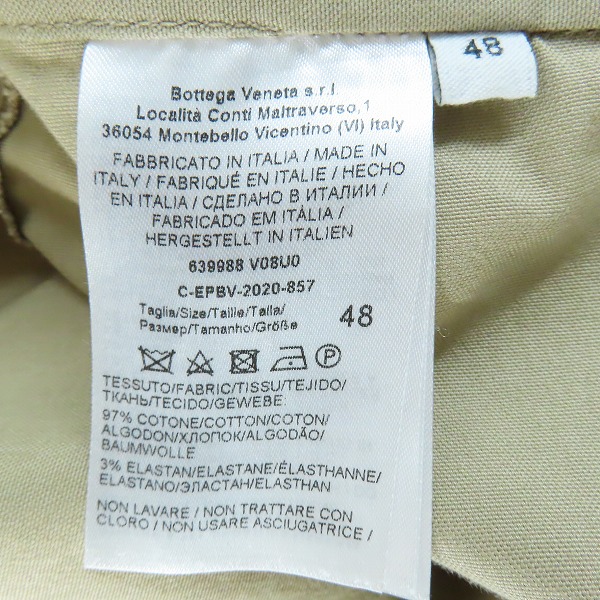 48
Bottega Veneta s.r.l.
Località Conti Maltraverso,1
36054 Montebello Vicentino (VI) Italy
FABBRICATO IN ITALIA / MADE IN
ITALY / FABRIQUÉ EN ITALIE / HECHO
EN ITALIA / СДЕЛАНО В ИТАЛИИ /
FABRICADO EM ITÁLIA /
HERGESTELLT IN ITALIEN
639988 V08U0
C-EPBV-2020-857
Taglia/Size/Taille/Talla/
Размер/Tamanho/Größe 48
P
TESSUTO/FABRIC/TISSU/TEJIDO/
ТКАНЬ/TECIDO/GEWEBE:
97% COTONE/COTTON/COTON/
ALGODON/ХЛОПОК/ALGODÃO/
BAUMWOLLE
3% ELASTAN/ELASTANE/ÉLASTHANNE/
ELASTANO/ЭЛАСТАН/ELASTHAN
NON LAVARE / NON TRATTARE CON
CLORO / NON USARE ASCIUGATRICE /